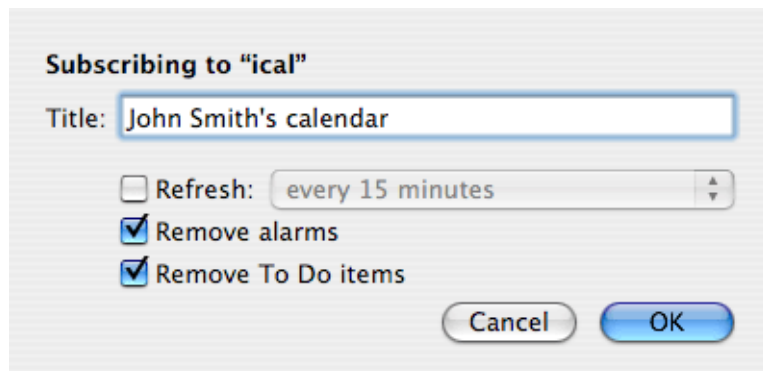 Subscribing to “ical”
Title: John Smith's calendar
Refresh: every 15 minutes
Remove alarms
Remove To Do items
Cancel OK